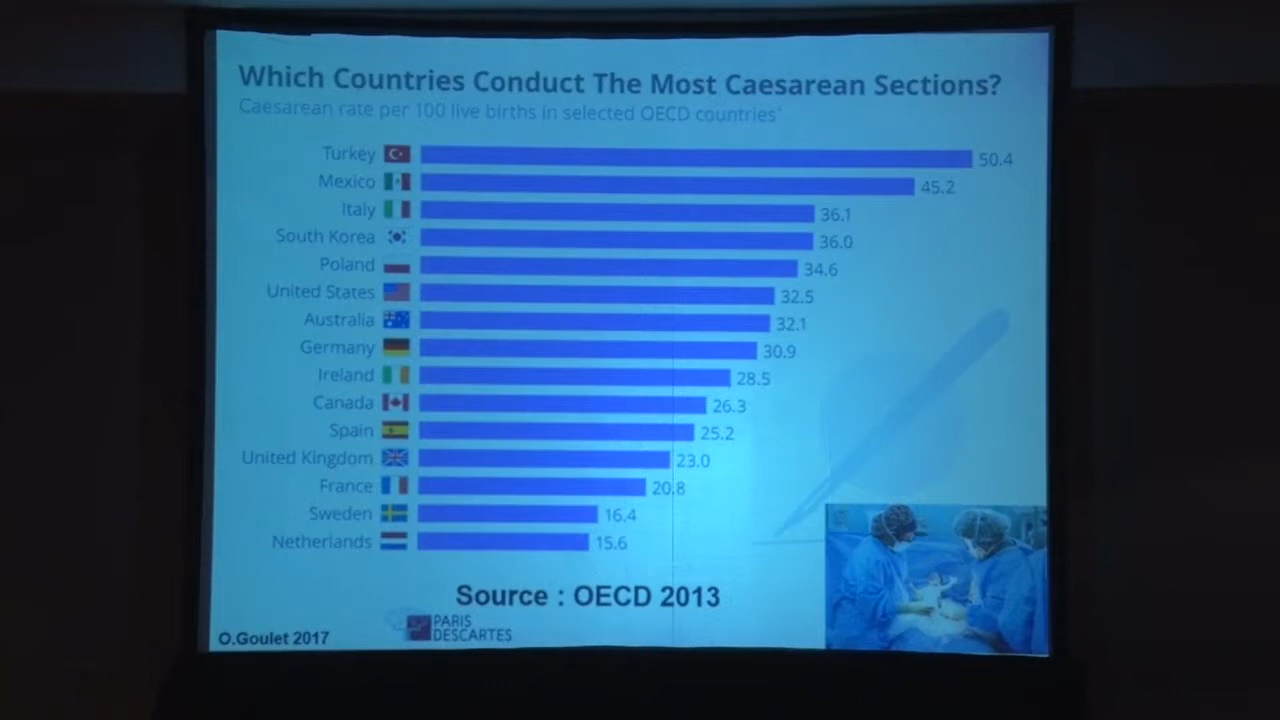 Which Countries Conduct The Most Caesarean Sections?
Caesarean rate per 100 live births in selected OECD countries*
Turkey 50.4
Mexico 45.2
Italy 36.1
South Korea 36.0
Poland 34.6
United States 32.5
Australia 32.1
Germany 30.9
Ireland 28.5
Canada 26.3
Spain 25.2
United Kingdom 23.0
France 20.8
Sweden 16.4
Netherlands 15.6
Source : OECD 2013
PARIS
DESCARTES
O.Goulet 2017